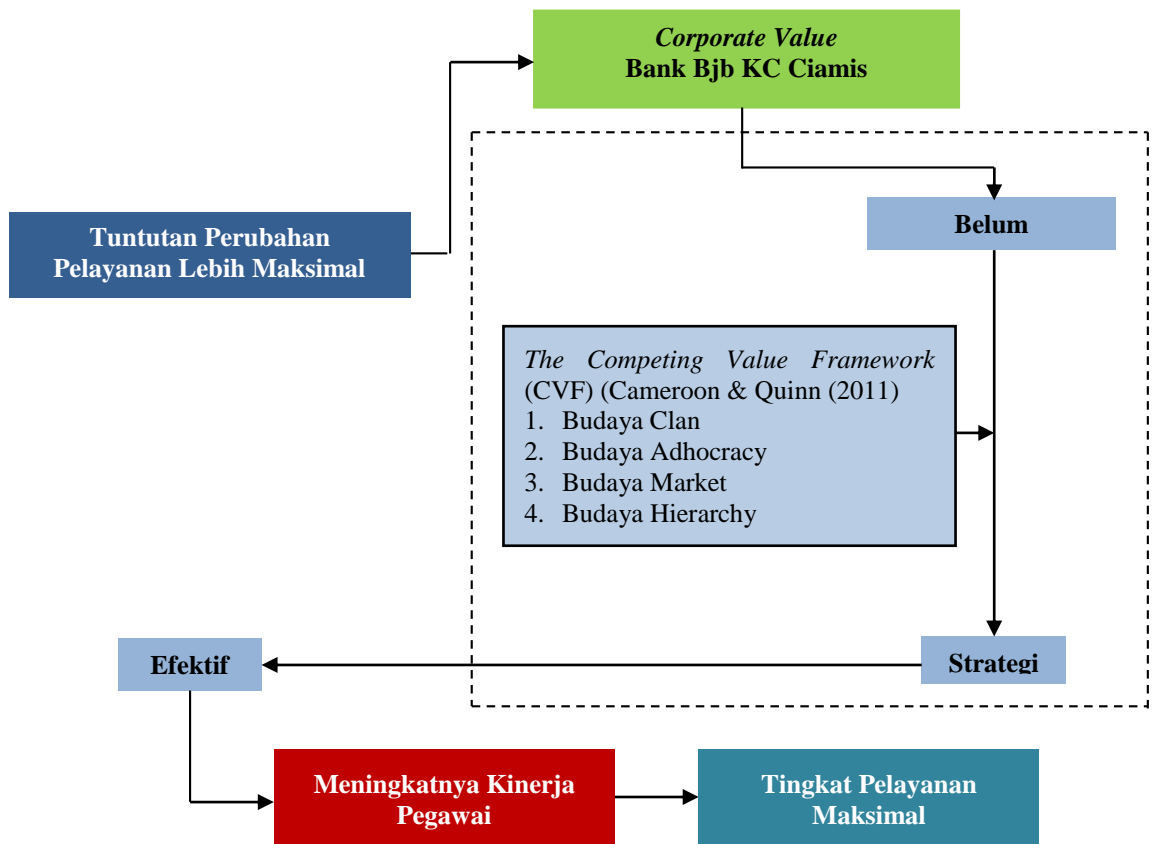 Corporate Value
Bank Bjb KC Ciamis
Tuntutan Perubahan
Pelayanan Lebih Maksimal
Belum
The Competing Value Framework
(CVF) (Cameroon & Quinn (2011)
1. Budaya Clan
2. Budaya Adhocracy
3. Budaya Market
4. Budaya Hierarchy
Strategi
Efektif
Meningkatnya Kinerja
Pegawai
Tingkat Pelayanan
Maksimal